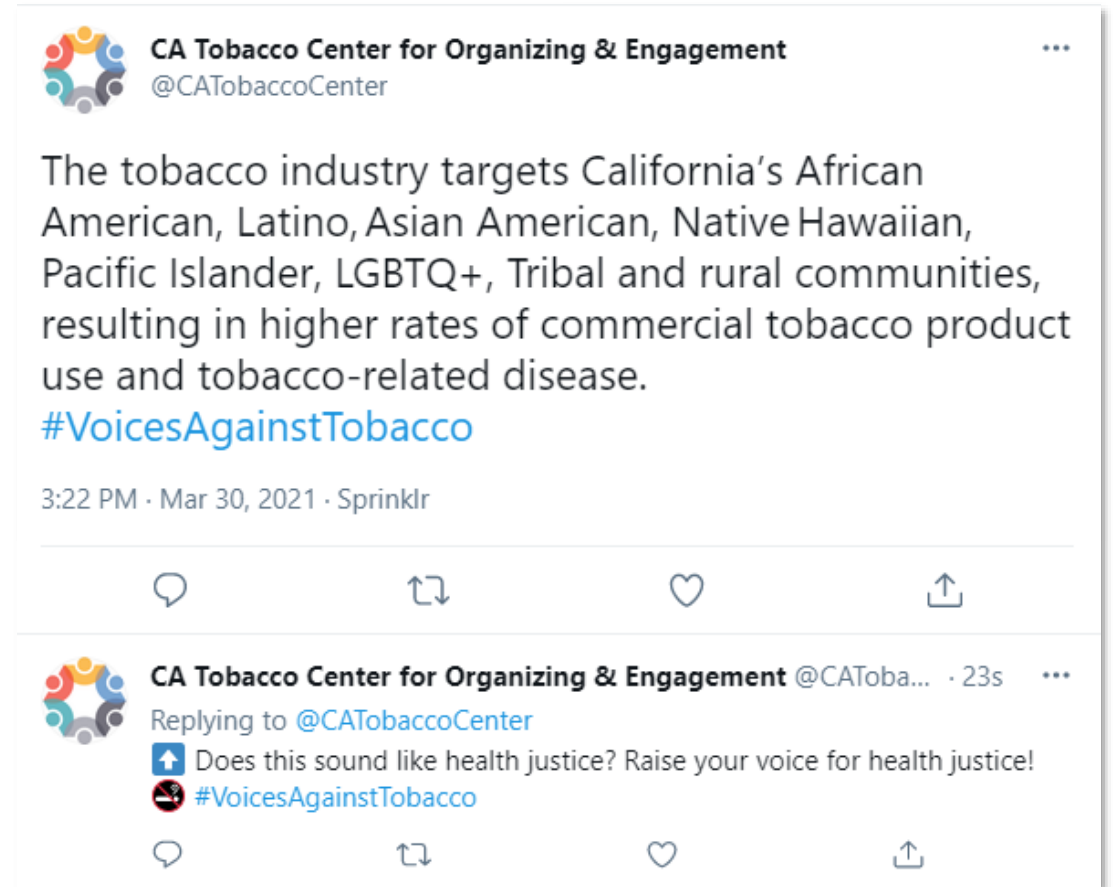 CA Tobacco Center for Organizing & Engagement
@CATobaccoCenter
The tobacco industry targets California's African
American, Latino, Asian American, Native Hawaiian,
Pacific Islander, LGBTQ+, Tribal and rural communities,
resulting in higher rates of commercial tobacco product
use and tobacco-related disease.
#VoicesAgainstTobacco
3:22 PM · Mar 30, 2021 · Sprinklr
CA Tobacco Center for Organizing & Engagement @CAToba... · 23s
Replying to @CATobaccoCenter
Does this sound like health justice? Raise your voice for health justice!
#VoicesAgainstTobacco